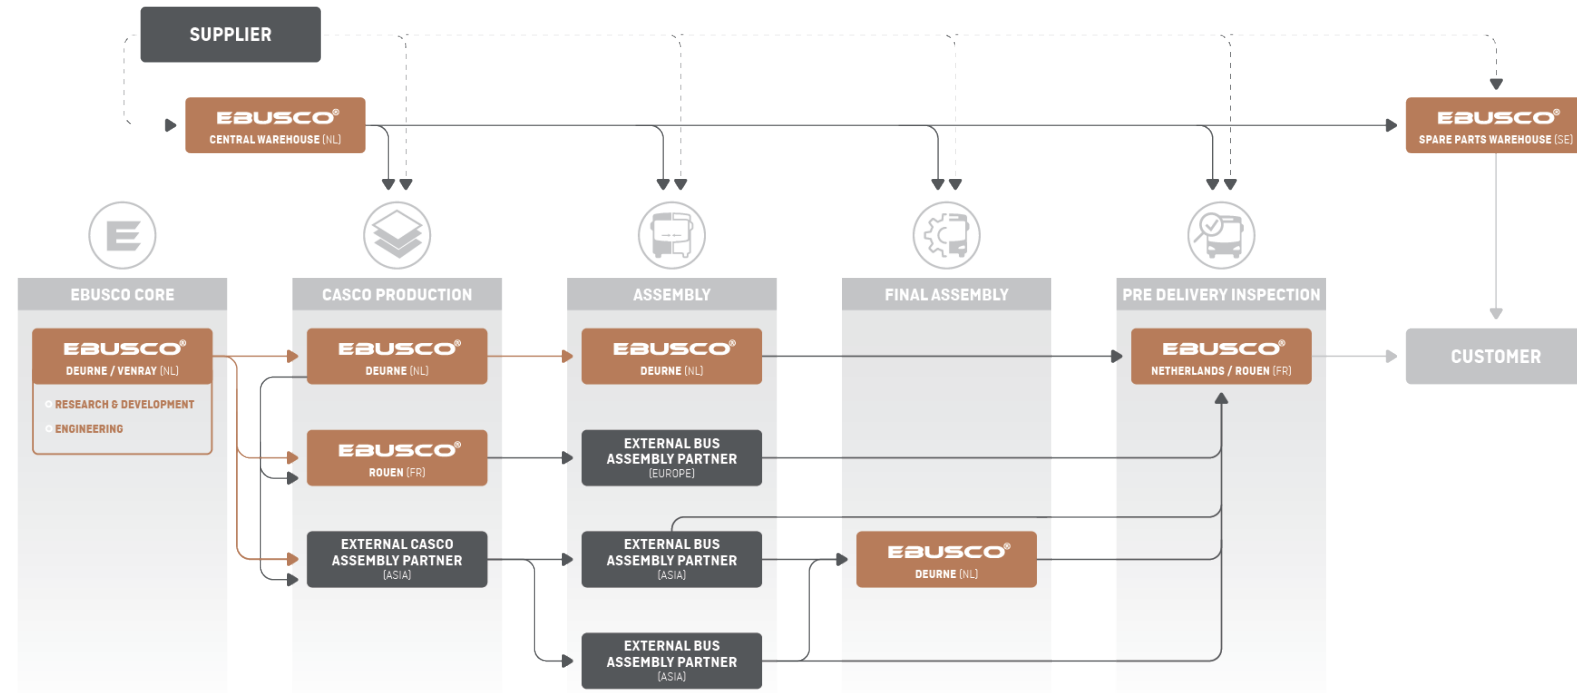 SUPPLIER
EBUSCO®
CENTRAL WAREHOUSE (NL)
EBUSCO®
SPARE PARTS WAREHOUSE (SE)
EBUSCO CORE
CASCO PRODUCTION
ASSEMBLY
FINAL ASSEMBLY
PRE DELIVERY INSPECTION
EBUSCO®
DEURNE / VENRAY (NL)
RESEARCH & DEVELOPMENT
ENGINEERING
EBUSCO®
DEURNE (NL)
EBUSCO®
DEURNE (NL)
EBUSCO®
NETHERLANDS / ROUEN (FR)
CUSTOMER
EBUSCO®
ROUEN (FR)
EXTERNAL BUS
ASSEMBLY PARTNER
(EUROPE)
EXTERNAL CASCO
ASSEMBLY PARTNER
(ASIA)
EXTERNAL BUS
ASSEMBLY PARTNER
(ASIA)
EBUSCO®
DEURNE (NL)
EXTERNAL BUS
ASSEMBLY PARTNER
(ASIA)